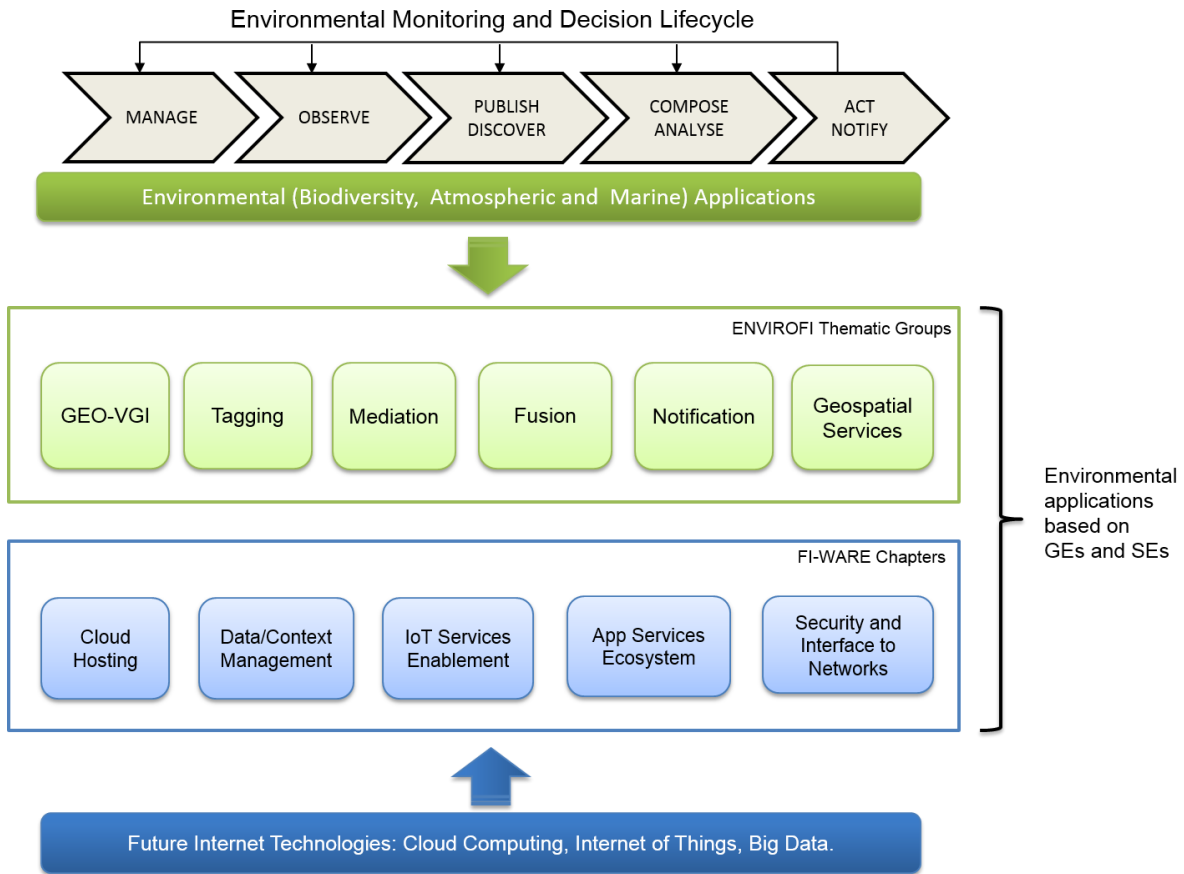 Environmental Monitoring and Decision Lifecycle
MANAGE
OBSERVE
PUBLISH
DISCOVER
COMPOSE
ANALYSE
ACT
NOTIFY
Environmental (Biodiversity, Atmospheric and Marine) Applications
ENVIROFI Thematic Groups
GEO-VGI
Tagging
Mediation
Fusion
Notification
Geospatial
Services
Environmental
applications
based on
GEs and SEs
FI-WARE Chapters
Cloud
Hosting
Data/Context
Management
IoT Services
Enablement
App Services
Ecosystem
Security and
Interface to
Networks
Future Internet Technologies: Cloud Computing, Internet of Things, Big Data.